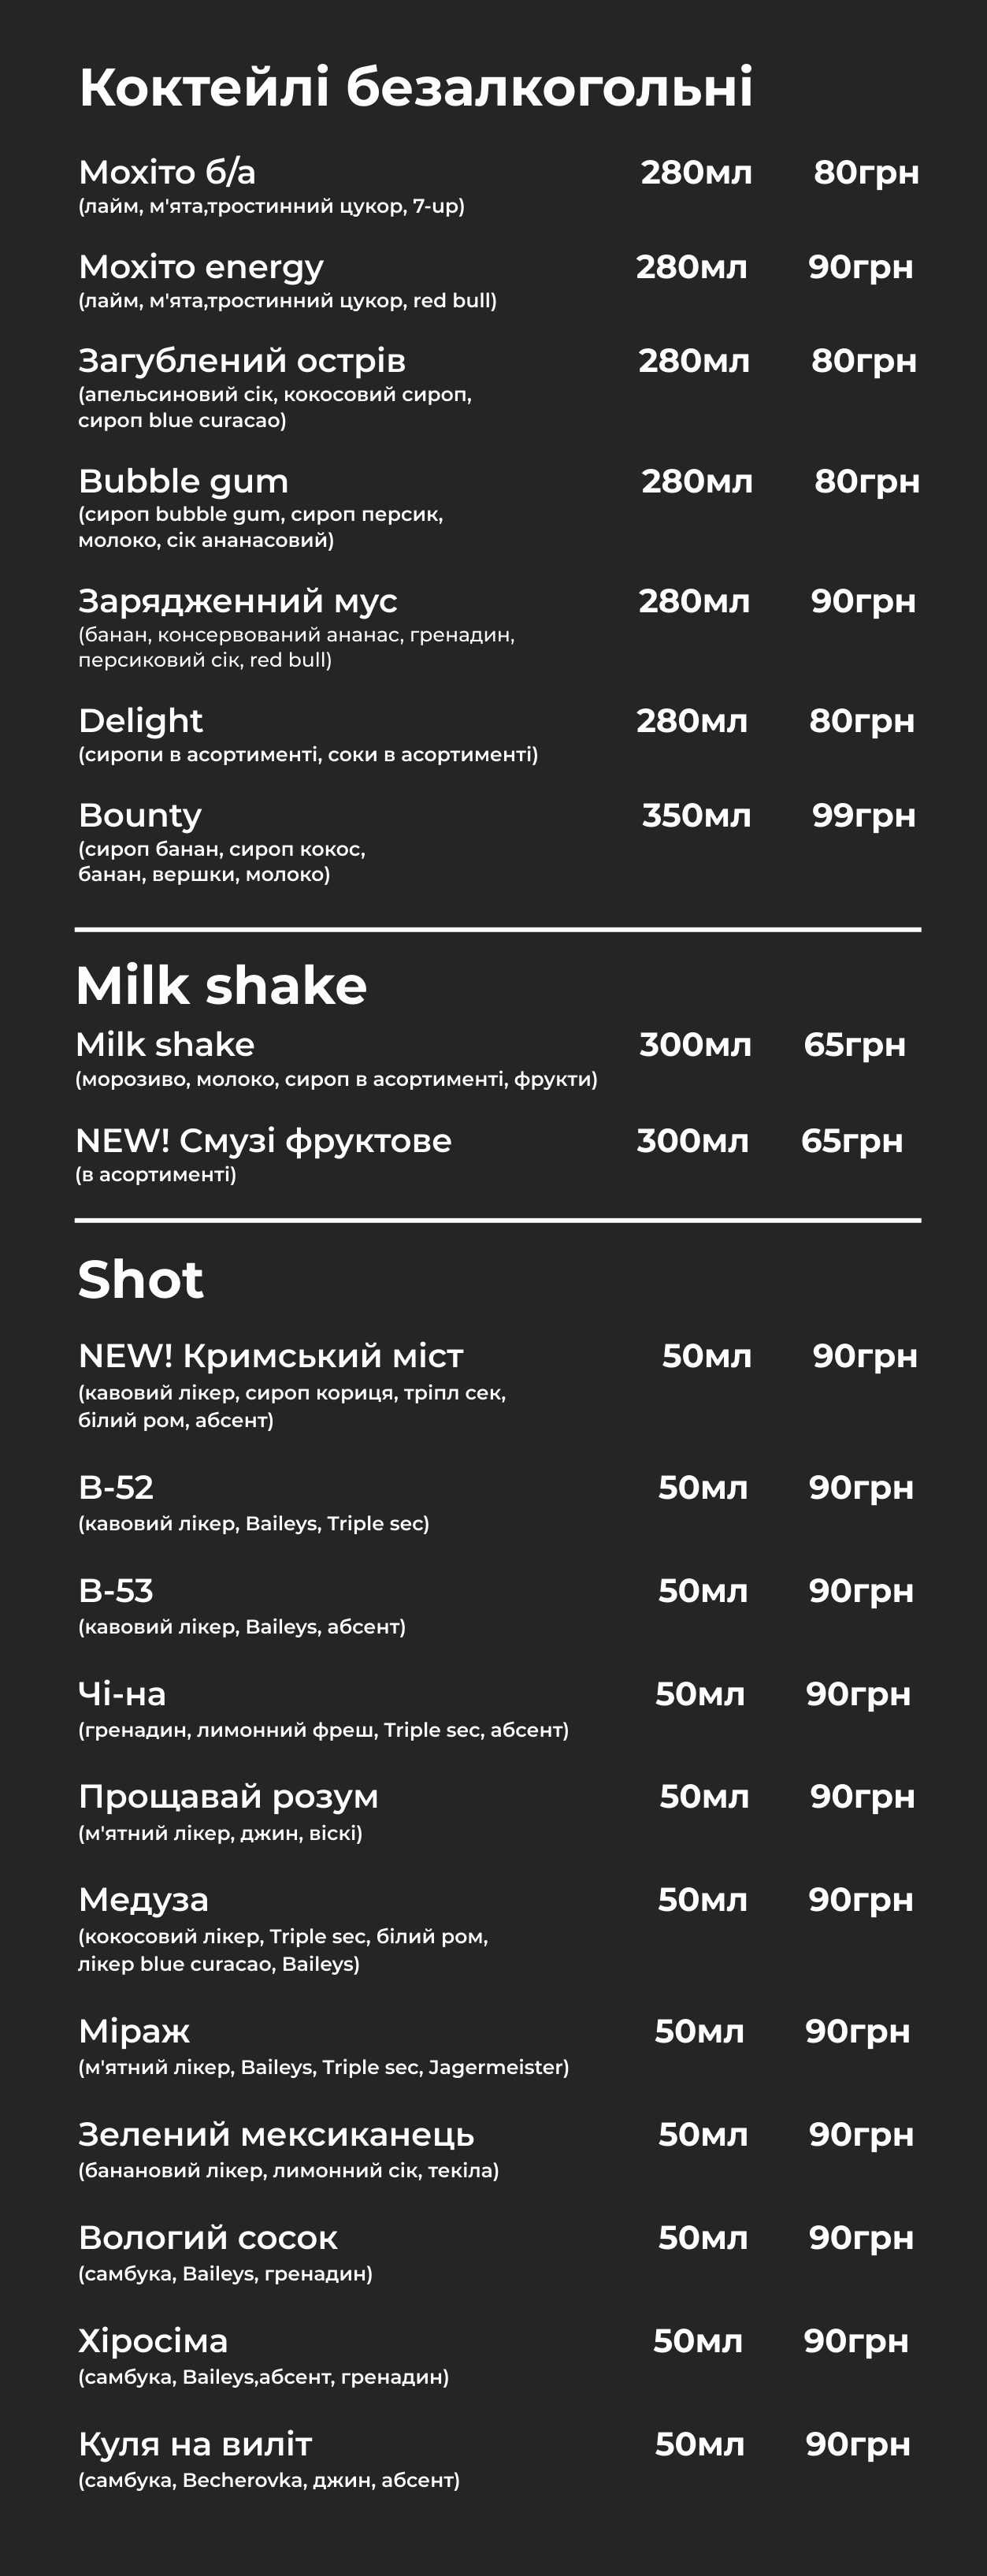 Коктейлі безалкогольні
Мохіто б/а 280мл 80грн
(лайм, м'ята,тростинний цукор, 7-up)
Мохіто energy 280мл 90грн
(лайм, м'ята,тростинний цукор, red bull)
Загублений острів 280мл 80грн
(апельсиновий сік, кокосовий сироп,
сироп blue curacao)
Bubble gum 280мл 80грн
(сироп bubble gum, сироп персик,
молоко, сік ананасовий)
Зарядженний мус 280мл 90грн
(банан, консервований ананас, гренадин,
персиковий сік, red bull)
Delight 280мл 80грн
(сиропи в асортименті, соки в асортименті)
Bounty 350мл 99грн
(сироп банан, сироп кокос,
банан, вершки, молоко)
Milk shake
Milk shake 300мл 65грн
(морозиво, молоко, сироп в асортименті, фрукти)
NEW! Смузі фруктове 300мл 65грн
(в асортименті)
Shot
NEW! Кримський міст 50мл 90грн
(кавовий лікер, сироп кориця, тріпл сек,
білий ром, абсент)
В-52 50мл 90грн
(кавовий лікер, Baileys, Triple sec)
В-53 50мл 90грн
(кавовий лікер, Baileys, абсент)
Чі-на 50мл 90грн
(гренадин, лимонний фреш, Triple sec, абсент)
Прощавай розум 50мл 90грн
(м'ятний лікер, джин, віскі)
Медуза 50мл 90грн
(кокосовий лікер, Triple sec, білий ром,
лікер blue curacao, Baileys)
Міраж 50мл 90грн
(м'ятний лікер, Baileys, Triple sec, Jagermeister)
Зелений мексиканець 50мл 90грн
(банановий лікер, лимонний сік, текіла)
Вологий сосок 50мл 90грн
(самбука, Baileys, гренадин)
Хіросіма 50мл 90грн
(самбука, Baileys,абсент, гренадин)
Куля на виліт 50мл 90грн
(самбука, Becherovka, джин, абсент)